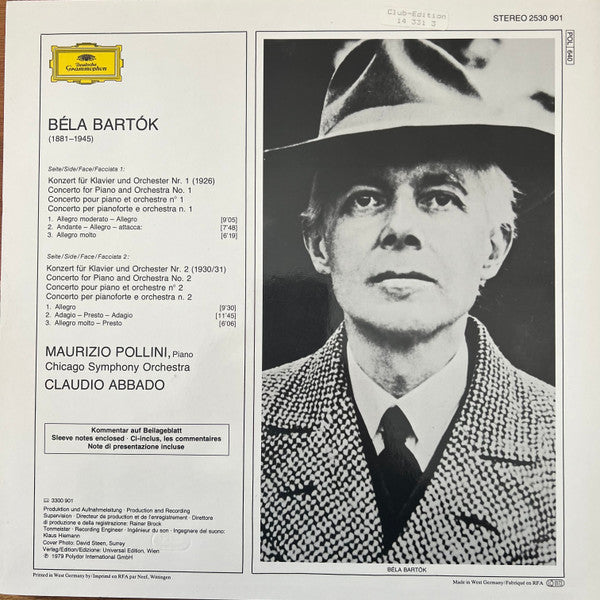 Club-Edition
14 331 3
STEREO 2530 901
POL. 640
Deutsche
Grammophon
BÉLA BARTÓK
(1881–1945)
Seite/Side/Face/Facciata 1:
Konzert für Klavier und Orchester Nr. 1 (1926)
Concerto for Piano and Orchestra No. 1
Concerto pour piano et orchestre n° 1
Concerto per pianoforte e orchestra n. 1
1. Allegro moderato – Allegro [9'05]
2. Andante – Allegro – attacca: [7'48]
3. Allegro molto [6'19]
Seite/Side/Face/Facciata 2:
Konzert für Klavier und Orchester Nr. 2 (1930/31)
Concerto for Piano and Orchestra No. 2
Concerto pour piano et orchestre n° 2
Concerto per pianoforte e orchestra n. 2
1. Allegro [9'30]
2. Adagio – Presto – Adagio [11'45]
3. Allegro molto – Presto [6'06]
MAURIZIO POLLINI, Piano
Chicago Symphony Orchestra
CLAUDIO ABBADO
Kommentar auf Beilageblatt
Sleeve notes enclosed · Ci-inclus, les commentaires
Note di presentazione incluse
3300 901
Produktion und Aufnahmeleitung · Production and Recording
Supervision · Directeur de production et de l'enregistrement · Direttore
di produzione e della registrazione: Rainer Brock
Tonmeister · Recording Engineer · Ingénieur du son · Ingegnere del suono:
Klaus Hiemann
Cover Photo: David Steen, Surrey
Verlag/Edition/Edizione: Universal Edition, Wien
℗ 1979 Polydor International GmbH
BÉLA BARTÓK
Printed in West Germany by/Imprimé en RFA par Neef, Wittingen
Made in West Germany/Fabriqué en RFA